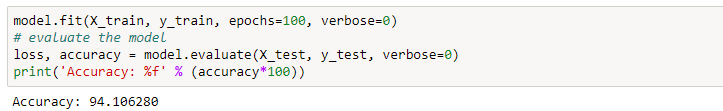 model.fit(X_train, y_train, epochs=100, verbose=0)
# evaluate the model
loss, accuracy = model.evaluate(X_test, y_test, verbose=0)
print('Accuracy: %f' % (accuracy*100))
Accuracy: 94.106280